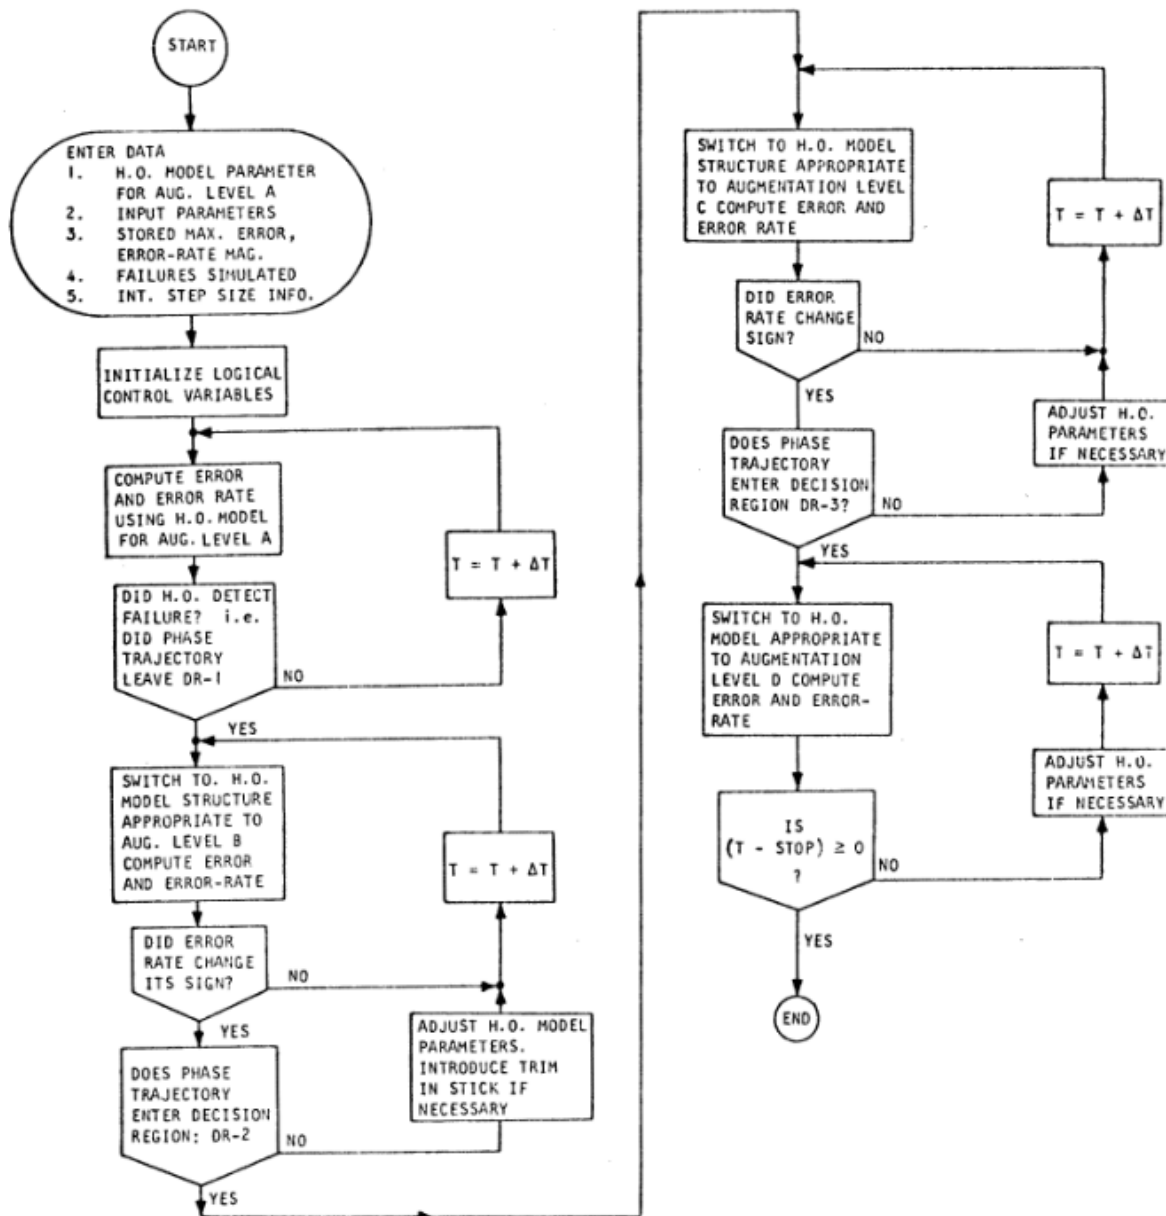 START
ENTER DATA
1. H.O. MODEL PARAMETER
FOR AUG. LEVEL A
2. INPUT PARAMETERS
3. STORED MAX. ERROR,
ERROR-RATE MAG.
4. FAILURES SIMULATED
5. INT. STEP SIZE INFO.
INITIALIZE LOGICAL
CONTROL VARIABLES
COMPUTE ERROR
AND ERROR RATE
USING H.O. MODEL
FOR AUG. LEVEL A
T = T + ΔT
DID H.O. DETECT
FAILURE? i.e.
DID PHASE
TRAJECTORY
LEAVE DR-1
NO
YES
SWITCH TO. H.O.
MODEL STRUCTURE
APPROPRIATE TO
AUG. LEVEL B
COMPUTE ERROR
AND ERROR-RATE
T = T + ΔT
DID ERROR
RATE CHANGE
ITS SIGN?
NO
YES
ADJUST H.O. MODEL
PARAMETERS.
INTRODUCE TRIM
IN STICK IF
NECESSARY
DOES PHASE
TRAJECTORY
ENTER DECISION
REGION: DR-2
NO
YES
SWITCH TO H.O. MODEL
STRUCTURE APPROPRIATE
TO AUGMENTATION LEVEL
C COMPUTE ERROR AND
ERROR RATE
T = T + ΔT
DID ERROR
RATE CHANGE
SIGN?
NO
YES
ADJUST H.O.
PARAMETERS
IF NECESSARY
DOES PHASE
TRAJECTORY
ENTER DECISION
REGION DR-3?
NO
YES
SWITCH TO H.O.
MODEL APPROPRIATE
TO AUGMENTATION
LEVEL D COMPUTE
ERROR AND ERROR-
RATE
T = T + ΔT
ADJUST H.O.
PARAMETERS
IF NECESSARY
IS
(T - STOP) ≥ 0
?
NO
YES
END